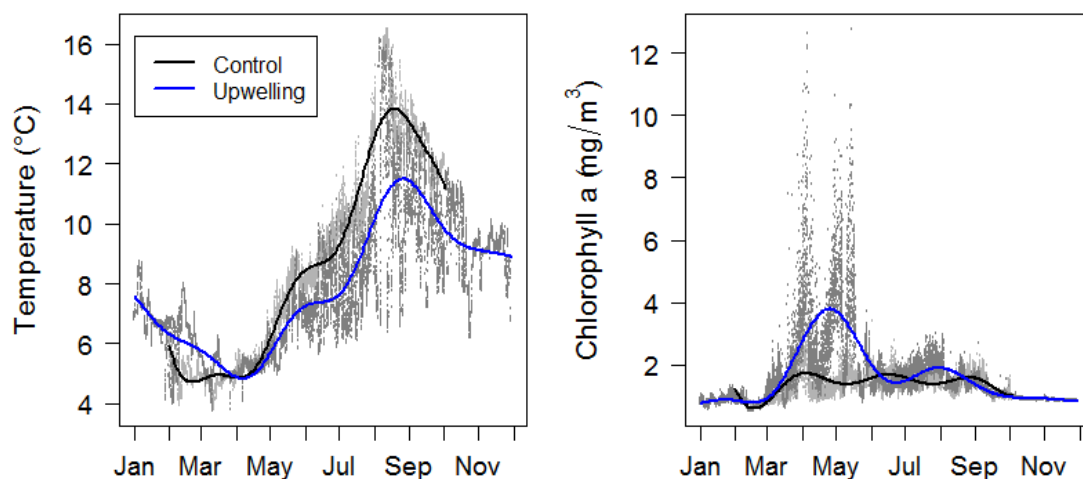 Temperature (°C)
16
14
12
10
8
6
4
Control
Upwelling
Jan Mar May Jul Sep Nov
Chlorophyll a (mg/m³)
12
10
8
6
4
2
Jan Mar May Jul Sep Nov